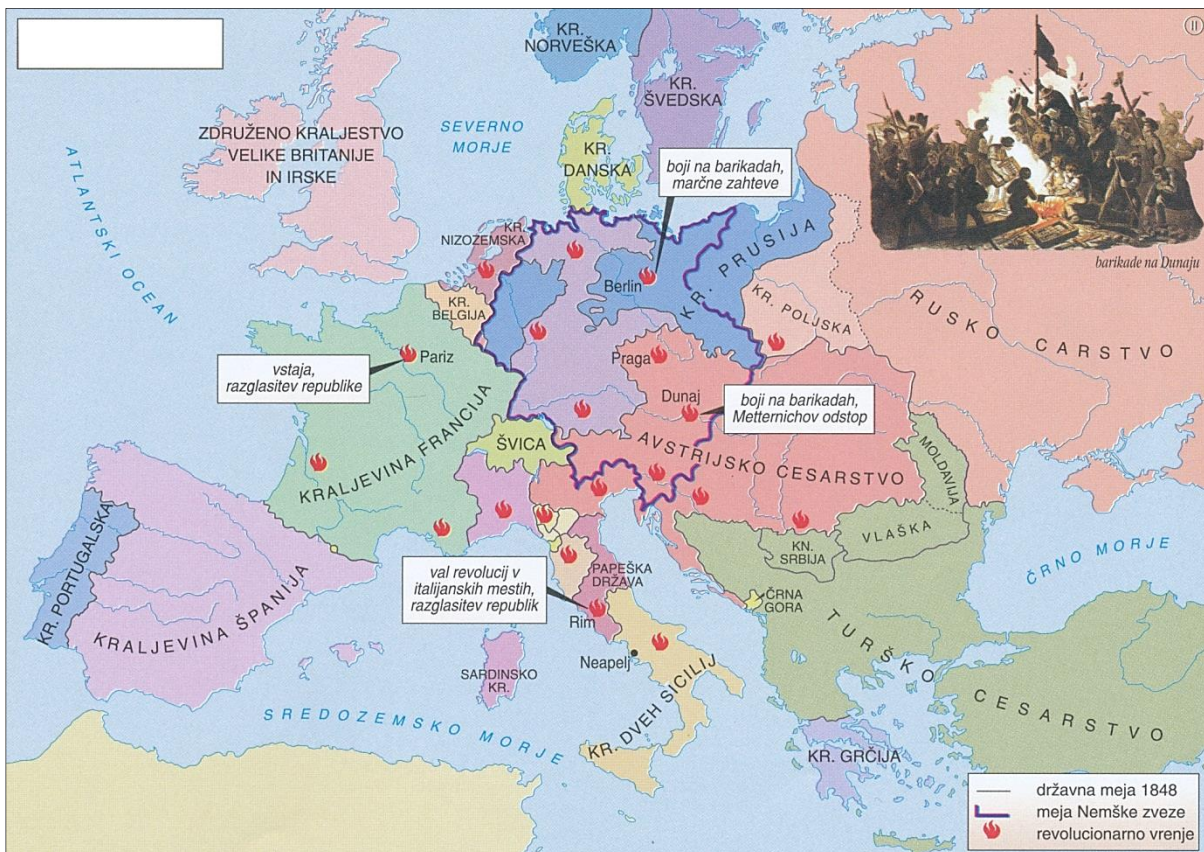 II
KR.
NORVEŠKA
KR.
ŠVEDSKA
ZDRUŽENO KRALJESTVO
VELIKE BRITANIJE
IN IRSKE
SEVERNO
MORJE
KR.
DANSKA
boji na barikadah,
marčne zahteve
ATLANTSKI OCEAN
barikade na Dunaju
KR.
NIZOZEMSKA
Berlin
KR. PRUSIJA
KR.
BELGIJA
KR. POLJSKA
RUSKO CARSTVO
Pariz
vstaja,
razglasitev republike
Praga
Dunaj
boji na barikadah,
Metternichov odstop
KRALJEVINA FRANCIJA
ŠVICA
AVSTRIJSKO CESARSTVO
MOLDAVIJA
VLAŠKA
KN.
SRBIJA
ČRNO MORJE
KR. PORTUGALSKA
KRALJEVINA ŠPANIJA
val revolucij v
italijanskih mestih,
razglasitev republik
PAPEŠKA
DRŽAVA
Rim
ČRNA
GORA
TURŠKO CESARSTVO
Neapelj
SARDINSKO
KR.
KR. DVEH SICILIJ
SREDOZEMSKO MORJE
KR. GRČIJA
državna meja 1848
meja Nemške zveze
revolucionarno vrenje